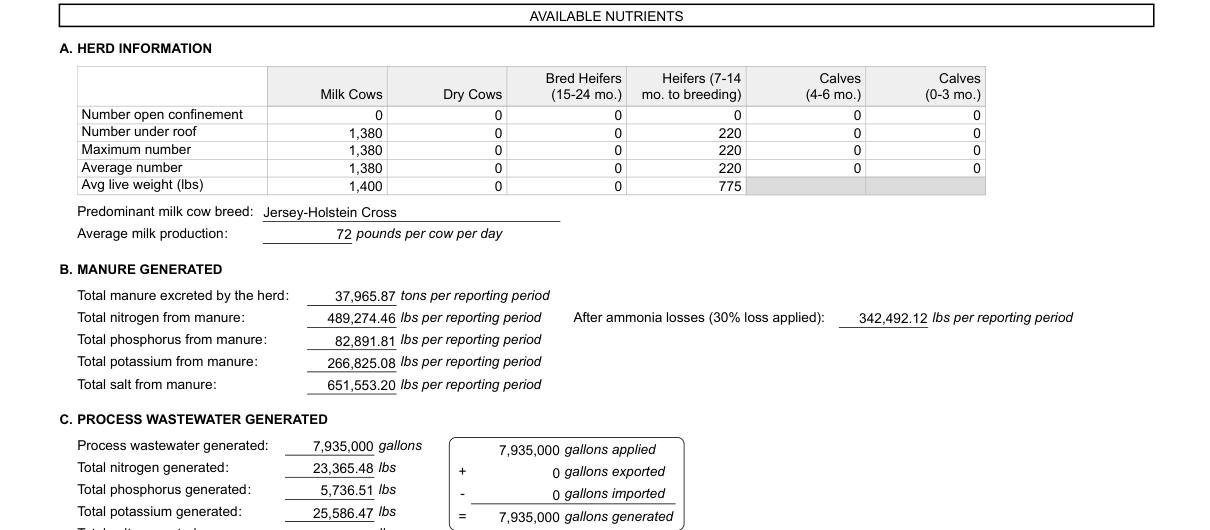 AVAILABLE NUTRIENTS
A. HERD INFORMATION
Milk Cows Dry Cows Bred Heifers (15-24 mo.) Heifers (7-14 mo. to breeding) Calves (4-6 mo.) Calves (0-3 mo.)
Number open confinement 0 0 0 0 0 0
Number under roof 1,380 0 0 220 0 0
Maximum number 1,380 0 0 220 0 0
Average number 1,380 0 0 220 0 0
Avg live weight (lbs) 1,400 0 0 775
Predominant milk cow breed: Jersey-Holstein Cross
Average milk production: 72 pounds per cow per day
B. MANURE GENERATED
Total manure excreted by the herd: 37,965.87 tons per reporting period
Total nitrogen from manure: 489,274.46 lbs per reporting period After ammonia losses (30% loss applied): 342,492.12 lbs per reporting period
Total phosphorus from manure: 82,891.81 lbs per reporting period
Total potassium from manure: 266,825.08 lbs per reporting period
Total salt from manure: 651,553.20 lbs per reporting period
C. PROCESS WASTEWATER GENERATED
Process wastewater generated: 7,935,000 gallons 7,935,000 gallons applied
Total nitrogen generated: 23,365.48 lbs + 0 gallons exported
Total phosphorus generated: 5,736.51 lbs - 0 gallons imported
Total potassium generated: 25,586.47 lbs = 7,935,000 gallons generated